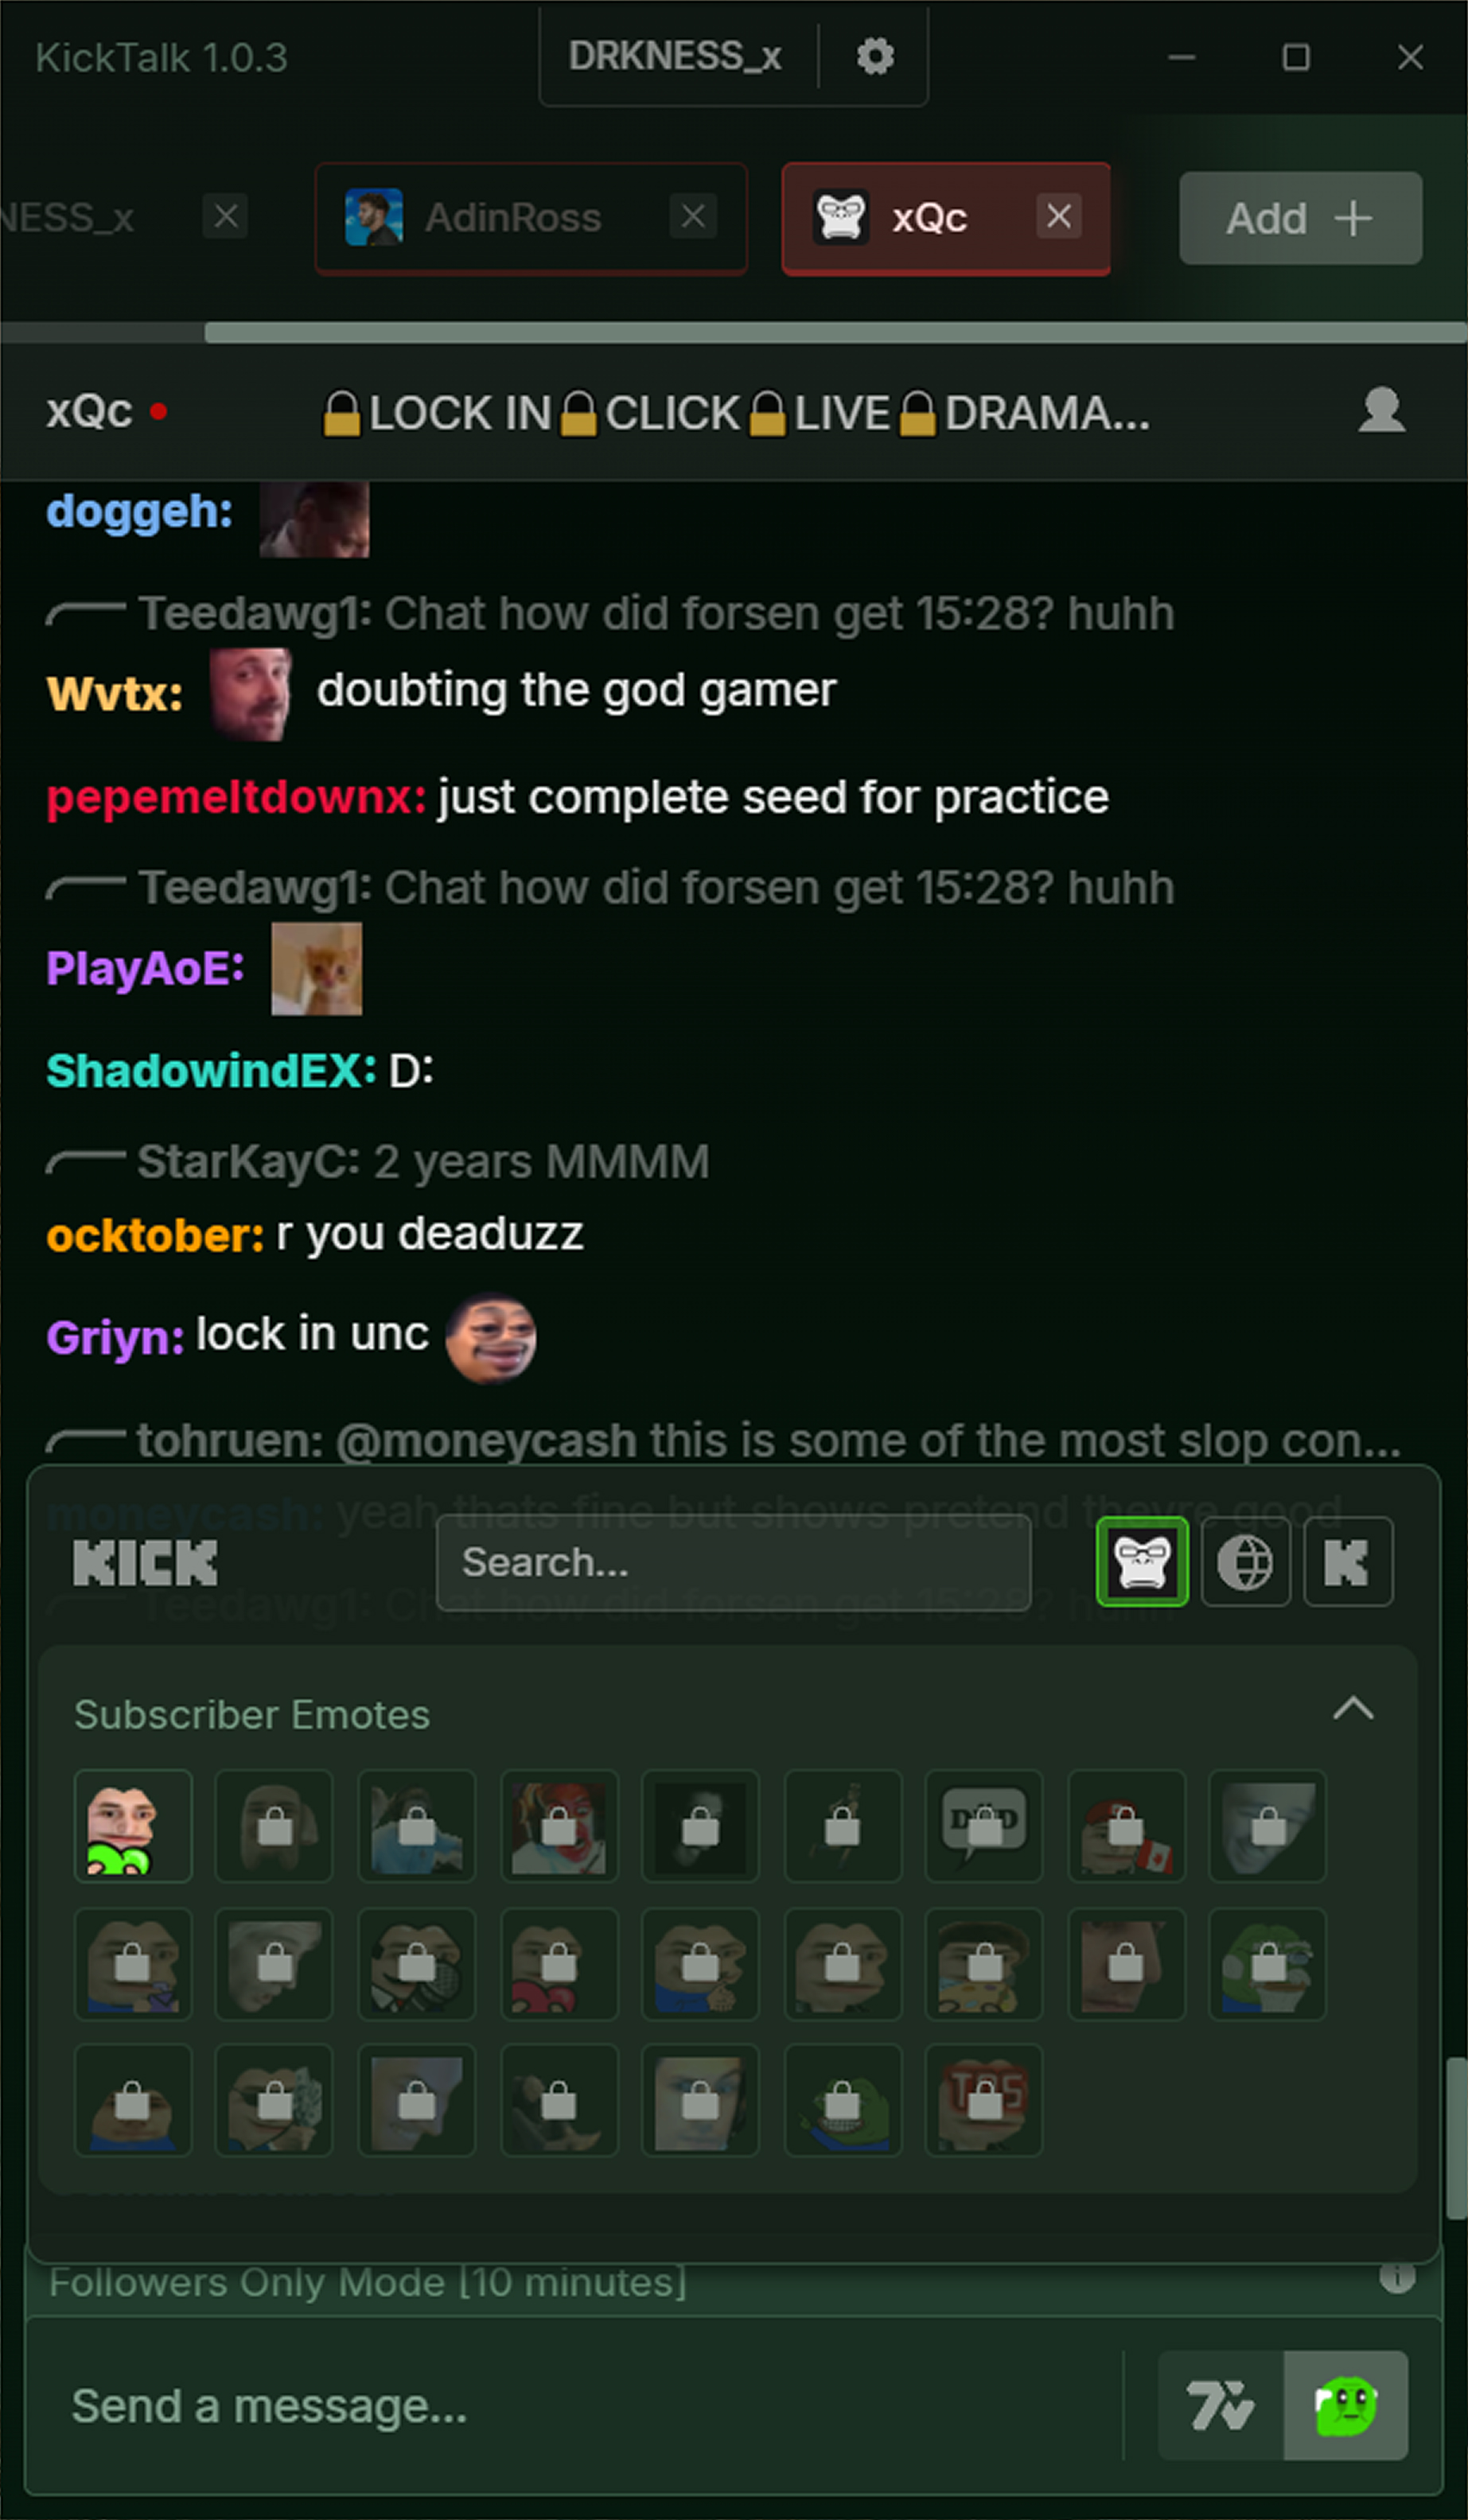 KickTalk 1.0.3
DRKNESS_x
NESS_x
AdinRoss
xQc
Add
xQc
🔒LOCK IN🔒CLICK🔒LIVE🔒DRAMA...
doggeh:
Teedawg1: Chat how did forsen get 15:28? huhh
Wvtx: doubting the god gamer
pepemeltdownx: just complete seed for practice
Teedawg1: Chat how did forsen get 15:28? huhh
PlayAoE:
ShadowindEX: D:
StarKayC: 2 years MMMM
ocktober: r you deaduzz
Griyn: lock in unc
tohruen: @moneycash this is some of the most slop con...
moneycash: yeah thats fine but shows pretend theyre good
KICK
Search...
K
Teedawg1: Chat how did forsen get 15:28? huhh
Subscriber Emotes
Followers Only Mode [10 minutes]
Send a message...
7V